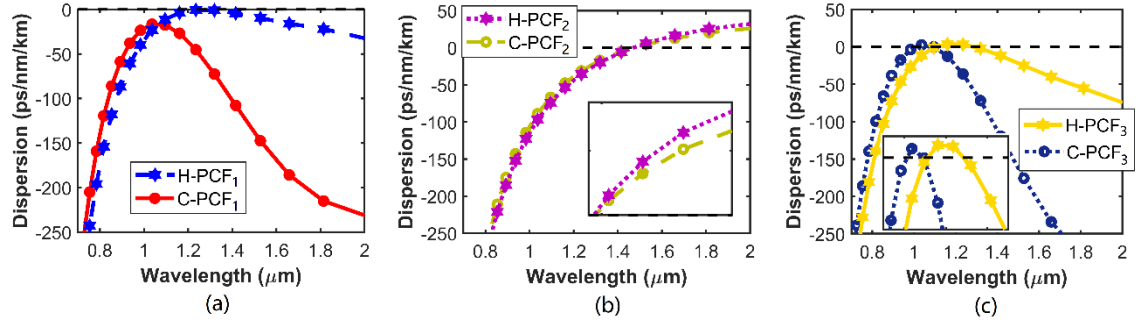 (a)
Dispersion (ps/nm/km)
0
-50
-100
-150
-200
-250
H-PCF1
C-PCF1
0.8 1 1.2 1.4 1.6 1.8 2
Wavelength (μm)
(a)
H-PCF2
C-PCF2
Dispersion (ps/nm/km)
50
0
-50
-100
-150
-200
-250
0.8 1 1.2 1.4 1.6 1.8 2
Wavelength (μm)
(b)
Dispersion (ps/nm/km)
50
0
-50
-100
-150
-200
-250
H-PCF3
C-PCF3
0.8 1 1.2 1.4 1.6 1.8 2
Wavelength (μm)
(c)